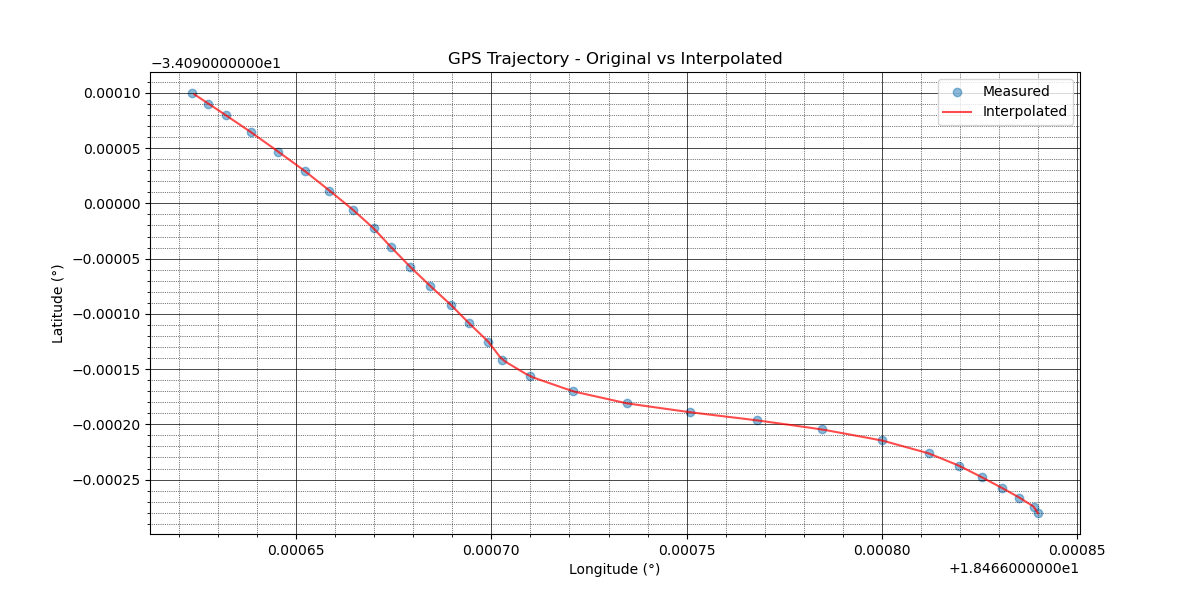 GPS Trajectory - Original vs Interpolated
−3.4090000000e1
Measured
Interpolated
0.00010
0.00005
0.00000
−0.00005
−0.00010
−0.00015
−0.00020
−0.00025
Latitude (°)
0.00065 0.00070 0.00075 0.00080 0.00085
Longitude (°)
+1.8466000000e1